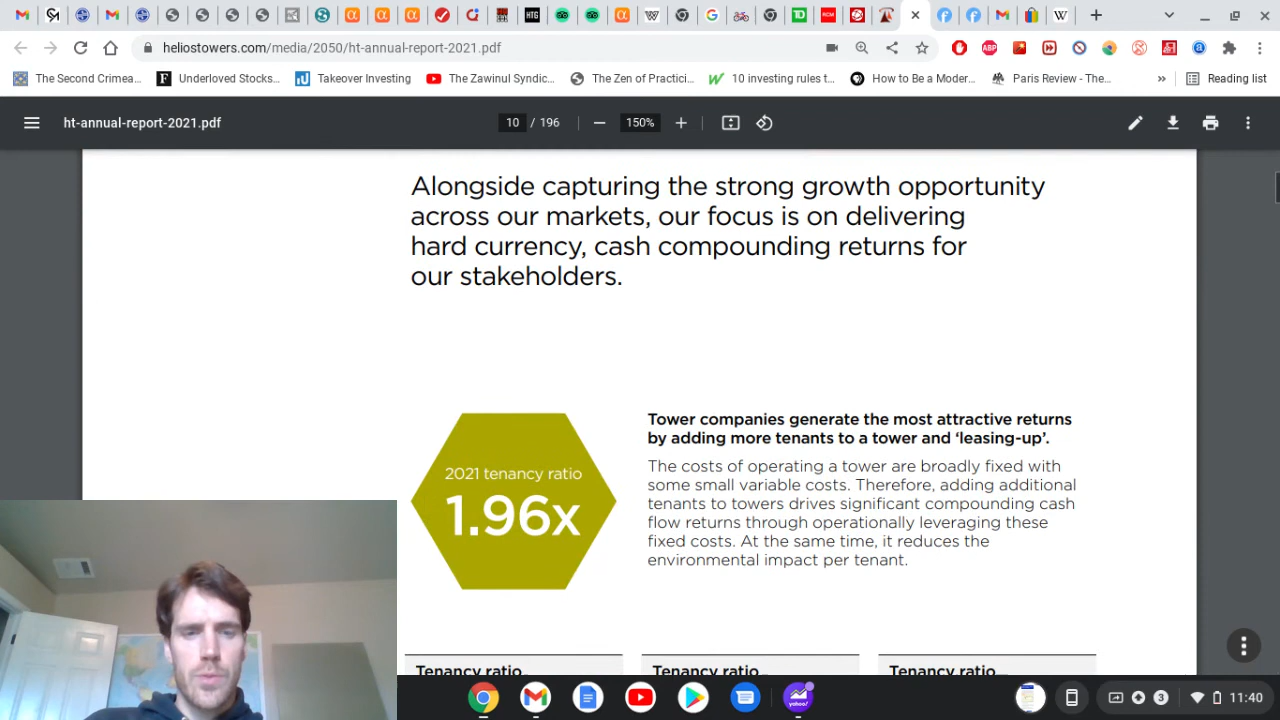 heliostowers.com/media/2050/ht-annual-report-2021.pdf
The Second Crimea...
Underloved Stocks...
Takeover Investing
The Zawinul Syndic...
The Zen of Practici...
10 investing rules t...
How to Be a Moder...
Paris Review - The...
»
Reading list
ht-annual-report-2021.pdf
10 / 196
150%
Alongside capturing the strong growth opportunity
across our markets, our focus is on delivering
hard currency, cash compounding returns for
our stakeholders.
2021 tenancy ratio
1.96x
Tower companies generate the most attractive returns
by adding more tenants to a tower and ‘leasing-up’.
The costs of operating a tower are broadly fixed with
some small variable costs. Therefore, adding additional
tenants to towers drives significant compounding cash
flow returns through operationally leveraging these
fixed costs. At the same time, it reduces the
environmental impact per tenant.
Tenancy ratio
Tenancy ratio
Tenancy ratio
3
11:40